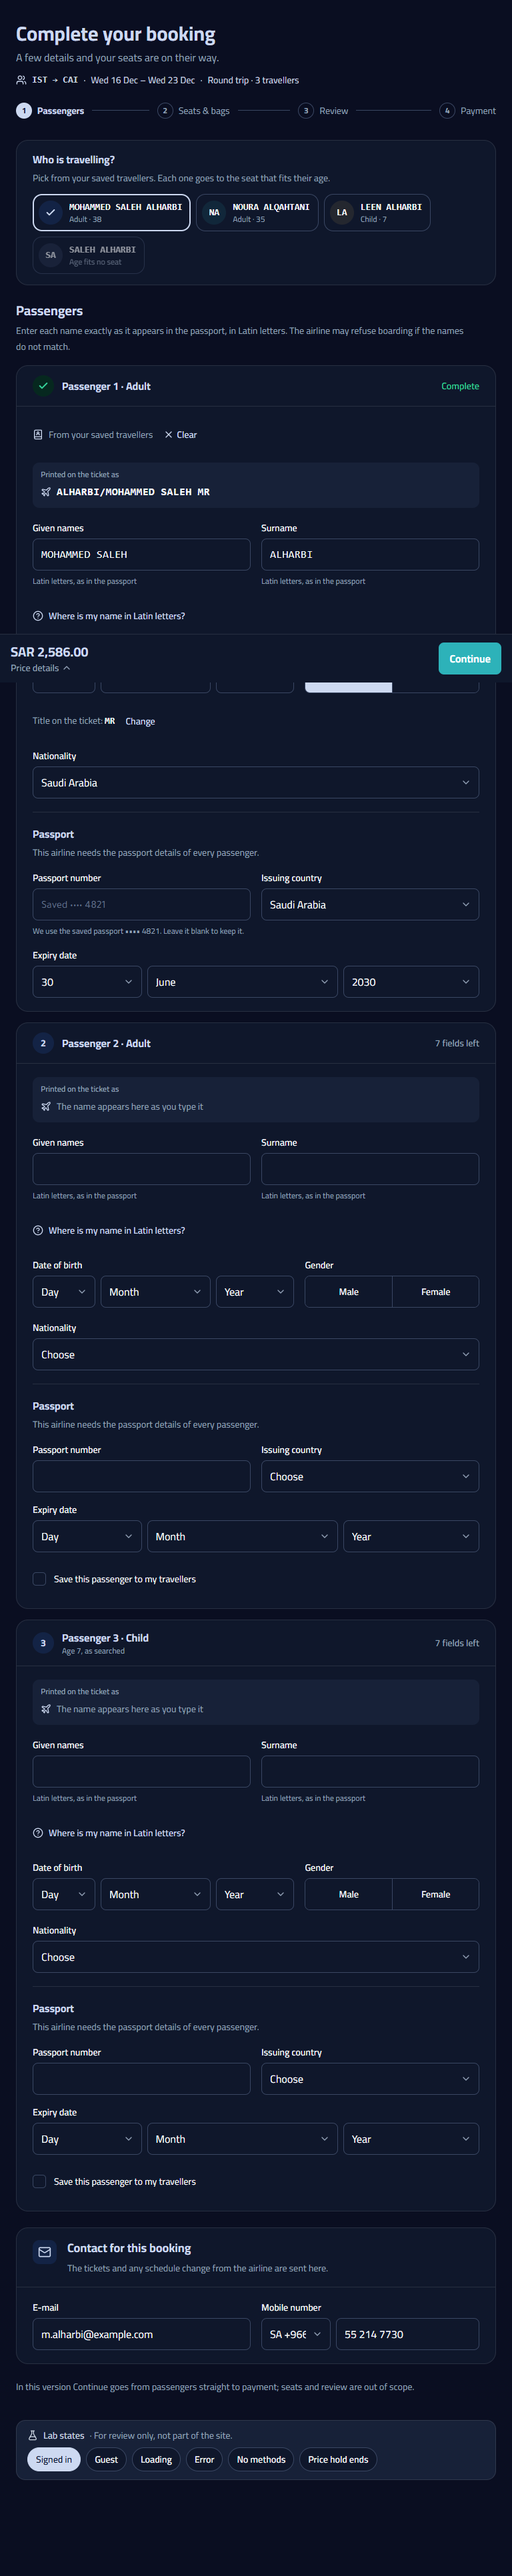 Complete your booking
A few details and your seats are on their way.
IST → CAI · Wed 16 Dec – Wed 23 Dec · Round trip · 3 travellers
1 Passengers 2 Seats & bags 3 Review 4 Payment
Who is travelling?
Pick from your saved travellers. Each one goes to the seat that fits their age.
MOHAMMED SALEH ALHARBI
Adult · 38
NA NOURA ALQAHTANI
Adult · 35
LA LEEN ALHARBI
Child · 7
SA SALEH ALHARBI
Age fits no seat
Passengers
Enter each name exactly as it appears in the passport, in Latin letters. The airline may refuse boarding if the names
do not match.
Passenger 1 · Adult Complete
From your saved travellers Clear
Printed on the ticket as
ALHARBI/MOHAMMED SALEH MR
Given names Surname
MOHAMMED SALEH ALHARBI
Latin letters, as in the passport Latin letters, as in the passport
Where is my name in Latin letters?
SAR 2,586.00
Price details
Continue
Title on the ticket: MR Change
Nationality
Saudi Arabia
Passport
This airline needs the passport details of every passenger.
Passport number Issuing country
Saved •••• 4821 Saudi Arabia
We use the saved passport •••• 4821. Leave it blank to keep it.
Expiry date
30 June 2030
2 Passenger 2 · Adult 7 fields left
Printed on the ticket as
The name appears here as you type it
Given names Surname
Latin letters, as in the passport Latin letters, as in the passport
Where is my name in Latin letters?
Date of birth Gender
Day Month Year Male Female
Nationality
Choose
Passport
This airline needs the passport details of every passenger.
Passport number Issuing country
Choose
Expiry date
Day Month Year
Save this passenger to my travellers
3 Passenger 3 · Child 7 fields left
Age 7, as searched
Printed on the ticket as
The name appears here as you type it
Given names Surname
Latin letters, as in the passport Latin letters, as in the passport
Where is my name in Latin letters?
Date of birth Gender
Day Month Year Male Female
Nationality
Choose
Passport
This airline needs the passport details of every passenger.
Passport number Issuing country
Choose
Expiry date
Day Month Year
Save this passenger to my travellers
Contact for this booking
The tickets and any schedule change from the airline are sent here.
E-mail Mobile number
m.alharbi@example.com SA +966 55 214 7730
In this version Continue goes from passengers straight to payment; seats and review are out of scope.
Lab states · For review only, not part of the site.
Signed in Guest Loading Error No methods Price hold ends